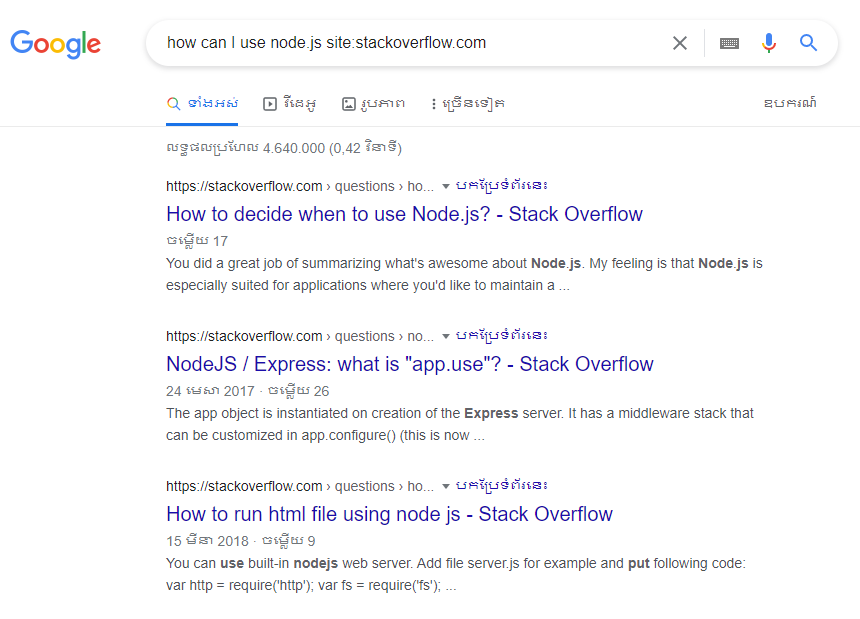 Google
how can I use node.js site:stackoverflow.com
ទាំងអស់ វីដេអូ រូបភាព ច្រើនទៀត ឧបករណ៍
លទ្ធផលប្រហែល 4.640.000 (0,42 វិនាទី)
https://stackoverflow.com › questions › ho... បកប្រែទំព័រនេះ
How to decide when to use Node.js? - Stack Overflow
ចម្លើយ 17
You did a great job of summarizing what's awesome about Node.js. My feeling is that Node.js is
especially suited for applications where you'd like to maintain a ...
https://stackoverflow.com › questions › no... បកប្រែទំព័រនេះ
NodeJS / Express: what is "app.use"? - Stack Overflow
24 មេសា 2017 · ចម្លើយ 26
The app object is instantiated on creation of the Express server. It has a middleware stack that
can be customized in app.configure() (this is now ...
https://stackoverflow.com › questions › ho... បកប្រែទំព័រនេះ
How to run html file using node js - Stack Overflow
15 មីនា 2018 · ចម្លើយ 9
You can use built-in nodejs web server. Add file server.js for example and put following code:
var http = require('http'); var fs = require('fs'); ...